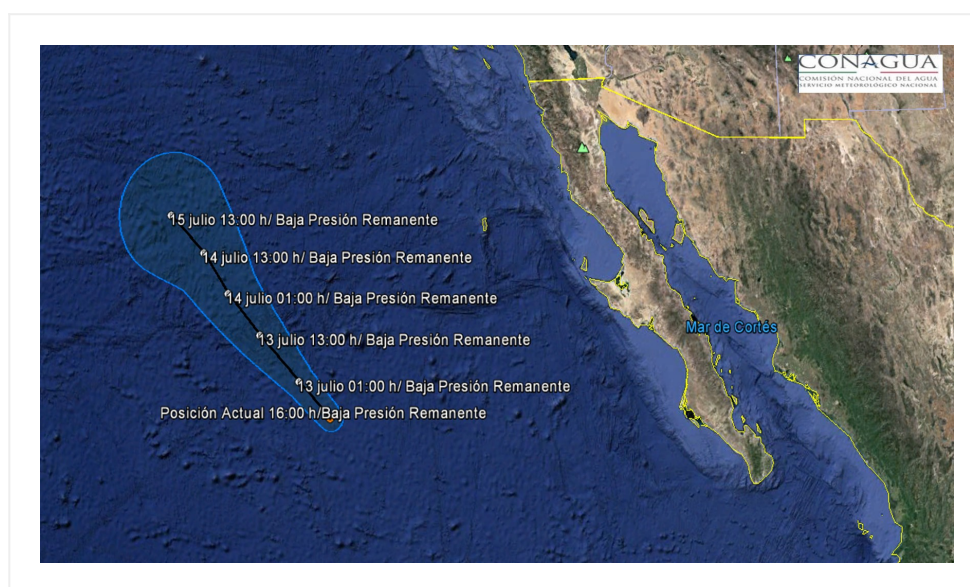 CONAGUA
COMISIÓN NACIONAL DEL AGUA
SERVICIO METEOROLÓGICO NACIONAL
15 julio 13:00 h/ Baja Presión Remanente
14 julio 13:00 h/ Baja Presión Remanente
14 julio 01:00 h/ Baja Presión Remanente
Mar de Cortés
13 julio 13:00 h/ Baja Presión Remanente
13 julio 01:00 h/ Baja Presión Remanente
Posición Actual 16:00 h/Baja Presión Remanente